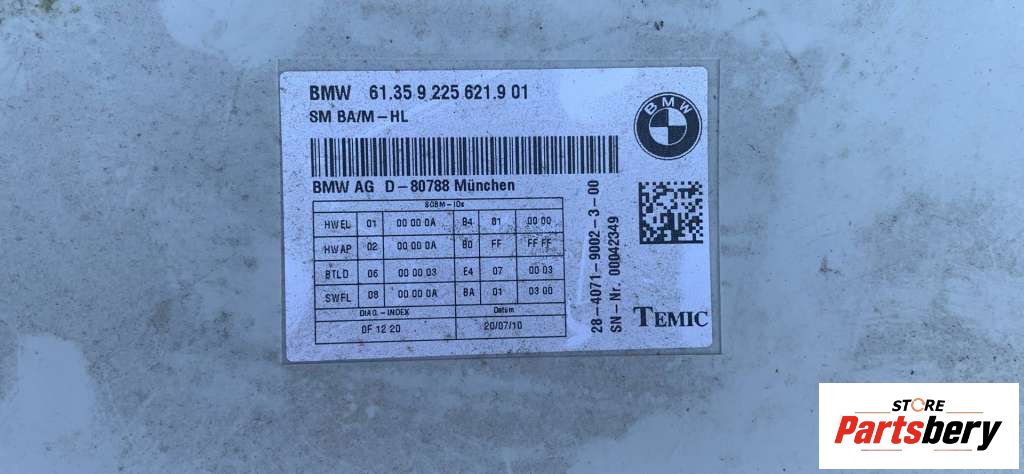 BMW 61.35 9 225 621.9 01
SM BA/M-HL
BMW
BMW AG D-80788 München
SGBM-IDs
HWEL 01 00 00 0A B4 81 00 00
HWAP 02 00 00 0A B0 FF FF FF
BTLD 06 00 00 03 E4 07 00 03
SWFL 08 00 00 0A BA 01 03 00
DIAG.-INDEX Datum
0F 12 20 20/07/10
28-4071-9002-3-00
SN-Nr. 00042349
TEMIC
STORE
Partsbery